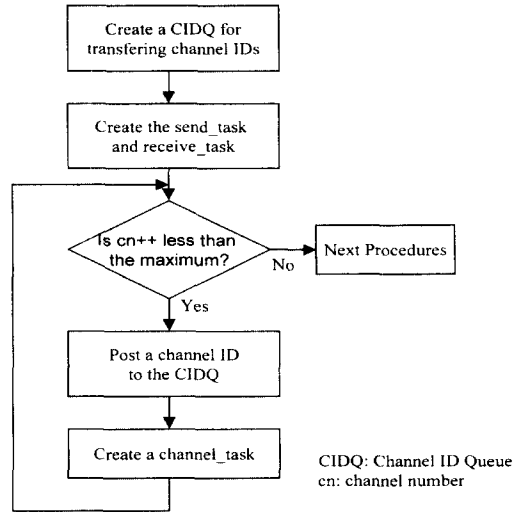 Create a CIDQ for
transfering channel IDs
Create the send_task
and receive_task
Is cn++ less than
the maximum?
No
Next Procedures
Yes
Post a channel ID
to the CIDQ
Create a channel_task
CIDQ: Channel ID Queue
cn: channel number